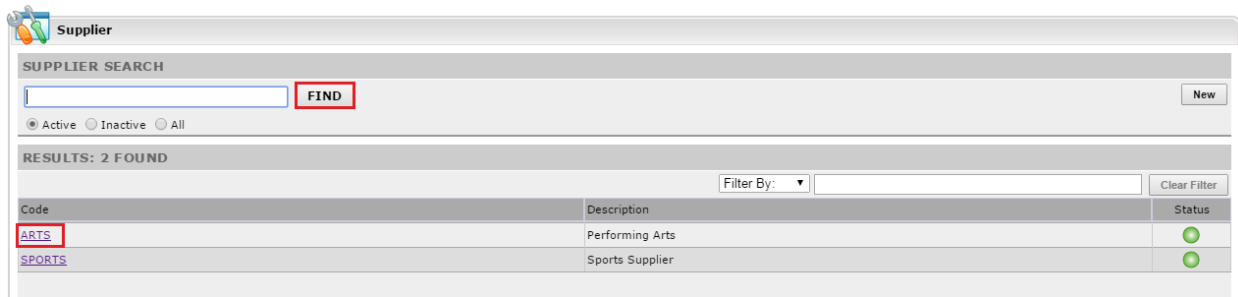 Supplier
SUPPLIER SEARCH
FIND
New
Active Inactive All
RESULTS: 2 FOUND
Filter By: Clear Filter
Code Description Status
ARTS Performing Arts
SPORTS Sports Supplier